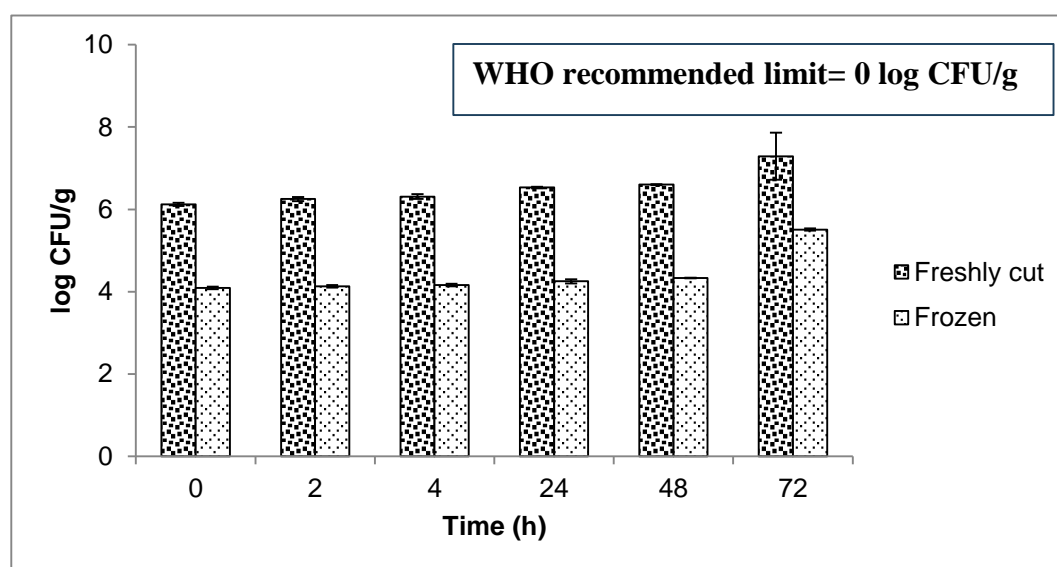 WHO recommended limit= 0 log CFU/g
10
8
6
4
2
0
log CFU/g
0 2 4 24 48 72
Time (h)
Freshly cut
Frozen